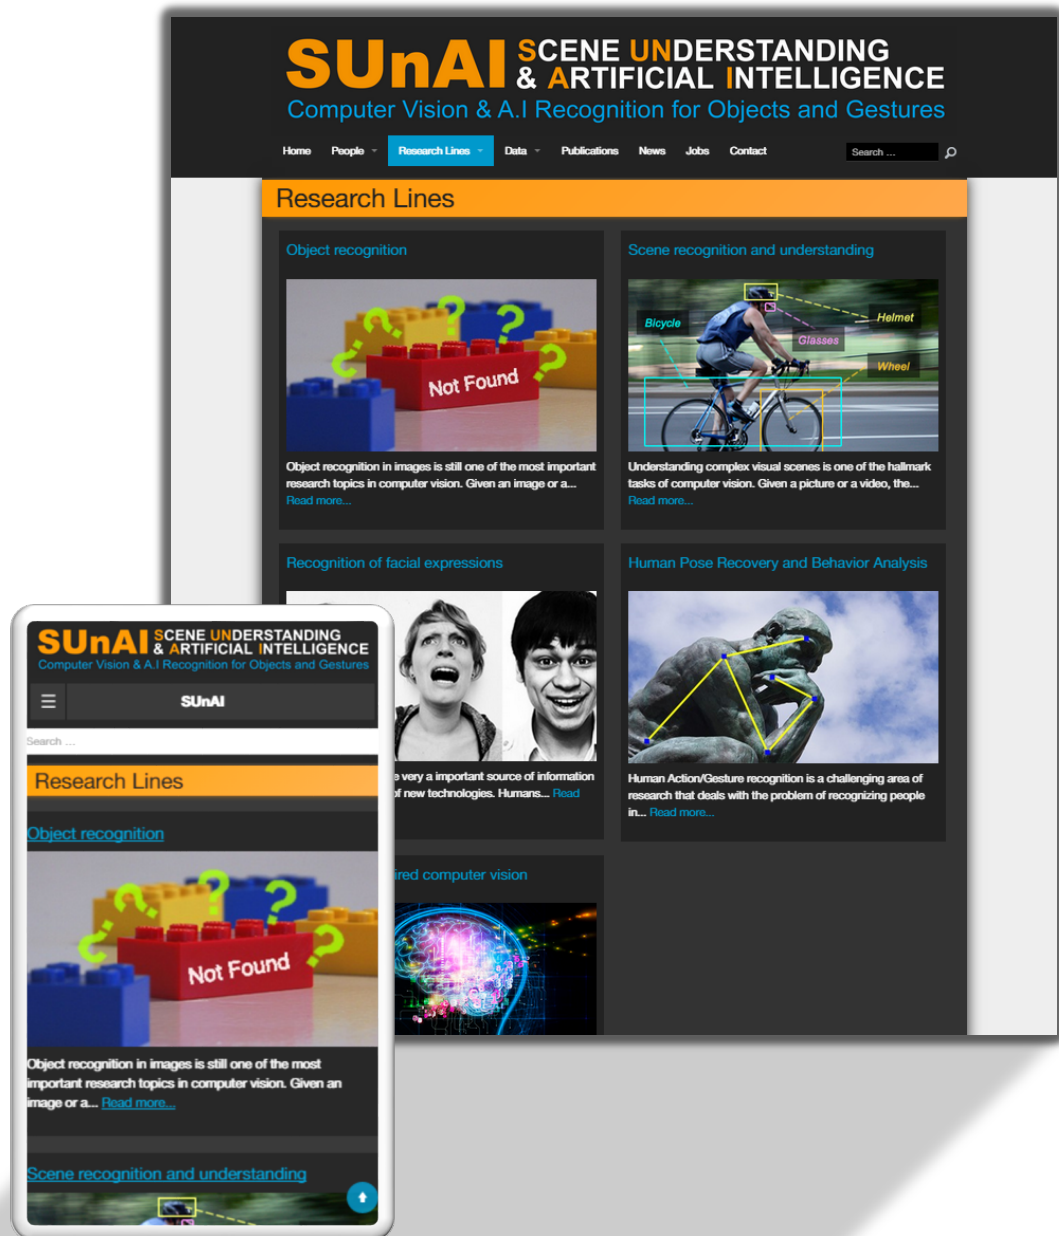 SUnAI SCENE UNDERSTANDING
& ARTIFICIAL INTELLIGENCE
Computer Vision & A.I Recognition for Objects and Gestures
Home People Research Lines Data Publications News Jobs Contact Search ...
Research Lines
Object recognition
Not Found
Object recognition in images is still one of the most important
research topics in computer vision. Given an image or a...
Read more...
Scene recognition and understanding
Bicycle
Helmet
Glasses
Wheel
Understanding complex visual scenes is one of the hallmark
tasks of computer vision. Given a picture or a video, the...
Read more...
Recognition of facial expressions
very a important source of information
of new technologies. Humans... Read
Human Pose Recovery and Behavior Analysis
Human Action/Gesture recognition is a challenging area of
research that deals with the problem of recognizing people
in... Read more...
ired computer vision
SUnAI SCENE UNDERSTANDING
& ARTIFICIAL INTELLIGENCE
Computer Vision & A.I Recognition for Objects and Gestures
SUnAI
Search ...
Research Lines
Object recognition
Not Found
Object recognition in images is still one of the most
important research topics in computer vision. Given an
image or a... Read more...
Scene recognition and understanding